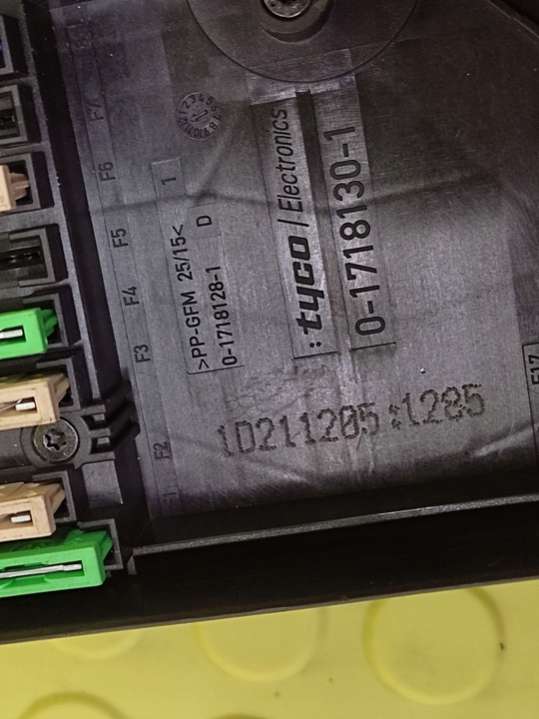 F6
F5
F4
F3
F2
F17
1
>PP-GFM 25/15<
0-1718128-1 D
:tyco / Electronics
0-1718130-1
1D211205:1285